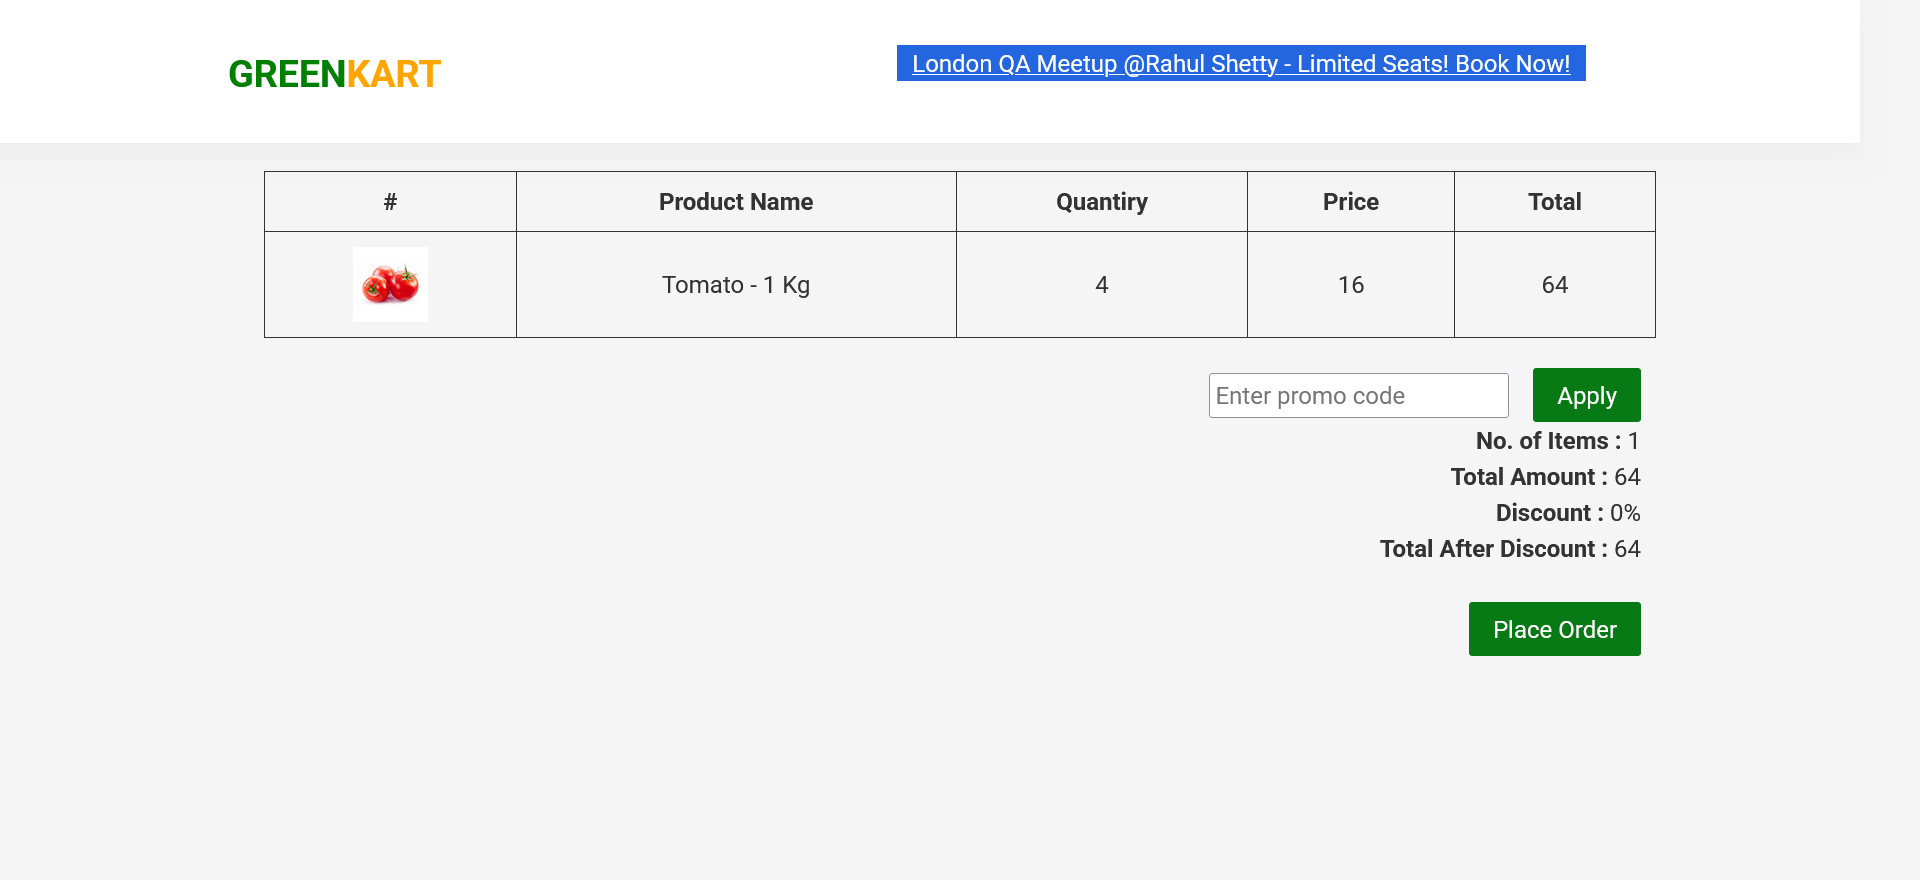 GREENKART
London QA Meetup @Rahul Shetty - Limited Seats! Book Now!
# Product Name Quantiry Price Total
Tomato - 1 Kg 4 16 64
Enter promo code Apply
No. of Items : 1
Total Amount : 64
Discount : 0%
Total After Discount : 64
Place Order